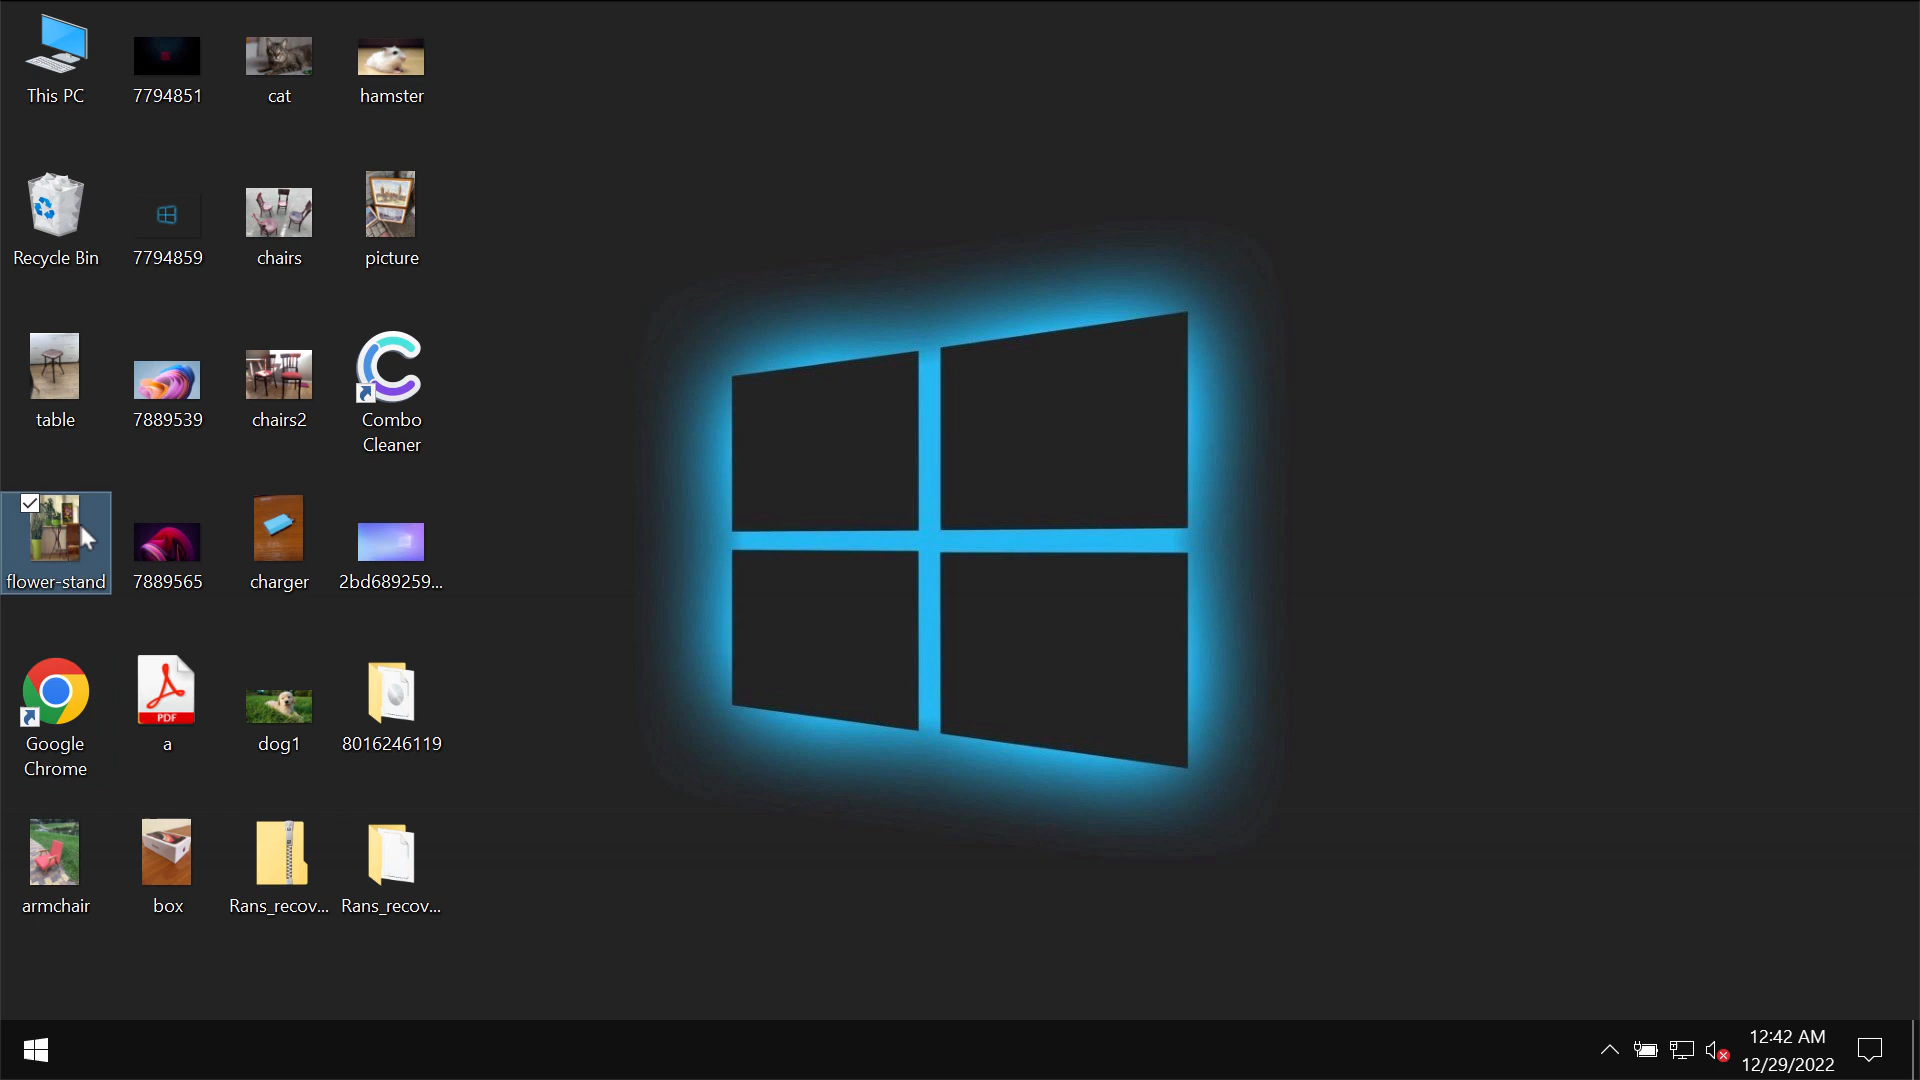 This PC
7794851
cat
hamster
Recycle Bin
7794859
chairs
picture
table
7889539
chairs2
Combo
Cleaner
flower-stand
7889565
charger
2bd689259...
Google
Chrome
PDF
a
dog1
8016246119
armchair
box
Rans_recov...
Rans_recov...
12:42 AM
12/29/2022